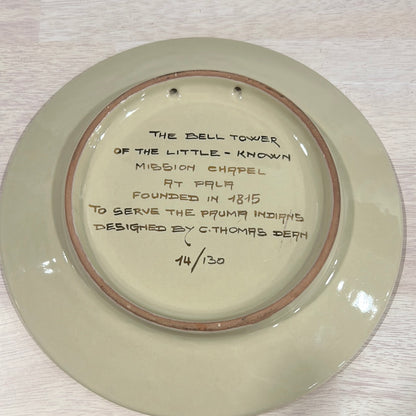 THE BELL TOWER
OF THE LITTLE - KNOWN
MISSION CHAPEL
AT PALA
FOUNDED IN 1815
TO SERVE THE PAUMA INDIANS
DESIGNED BY C. THOMAS DEAN
14/130